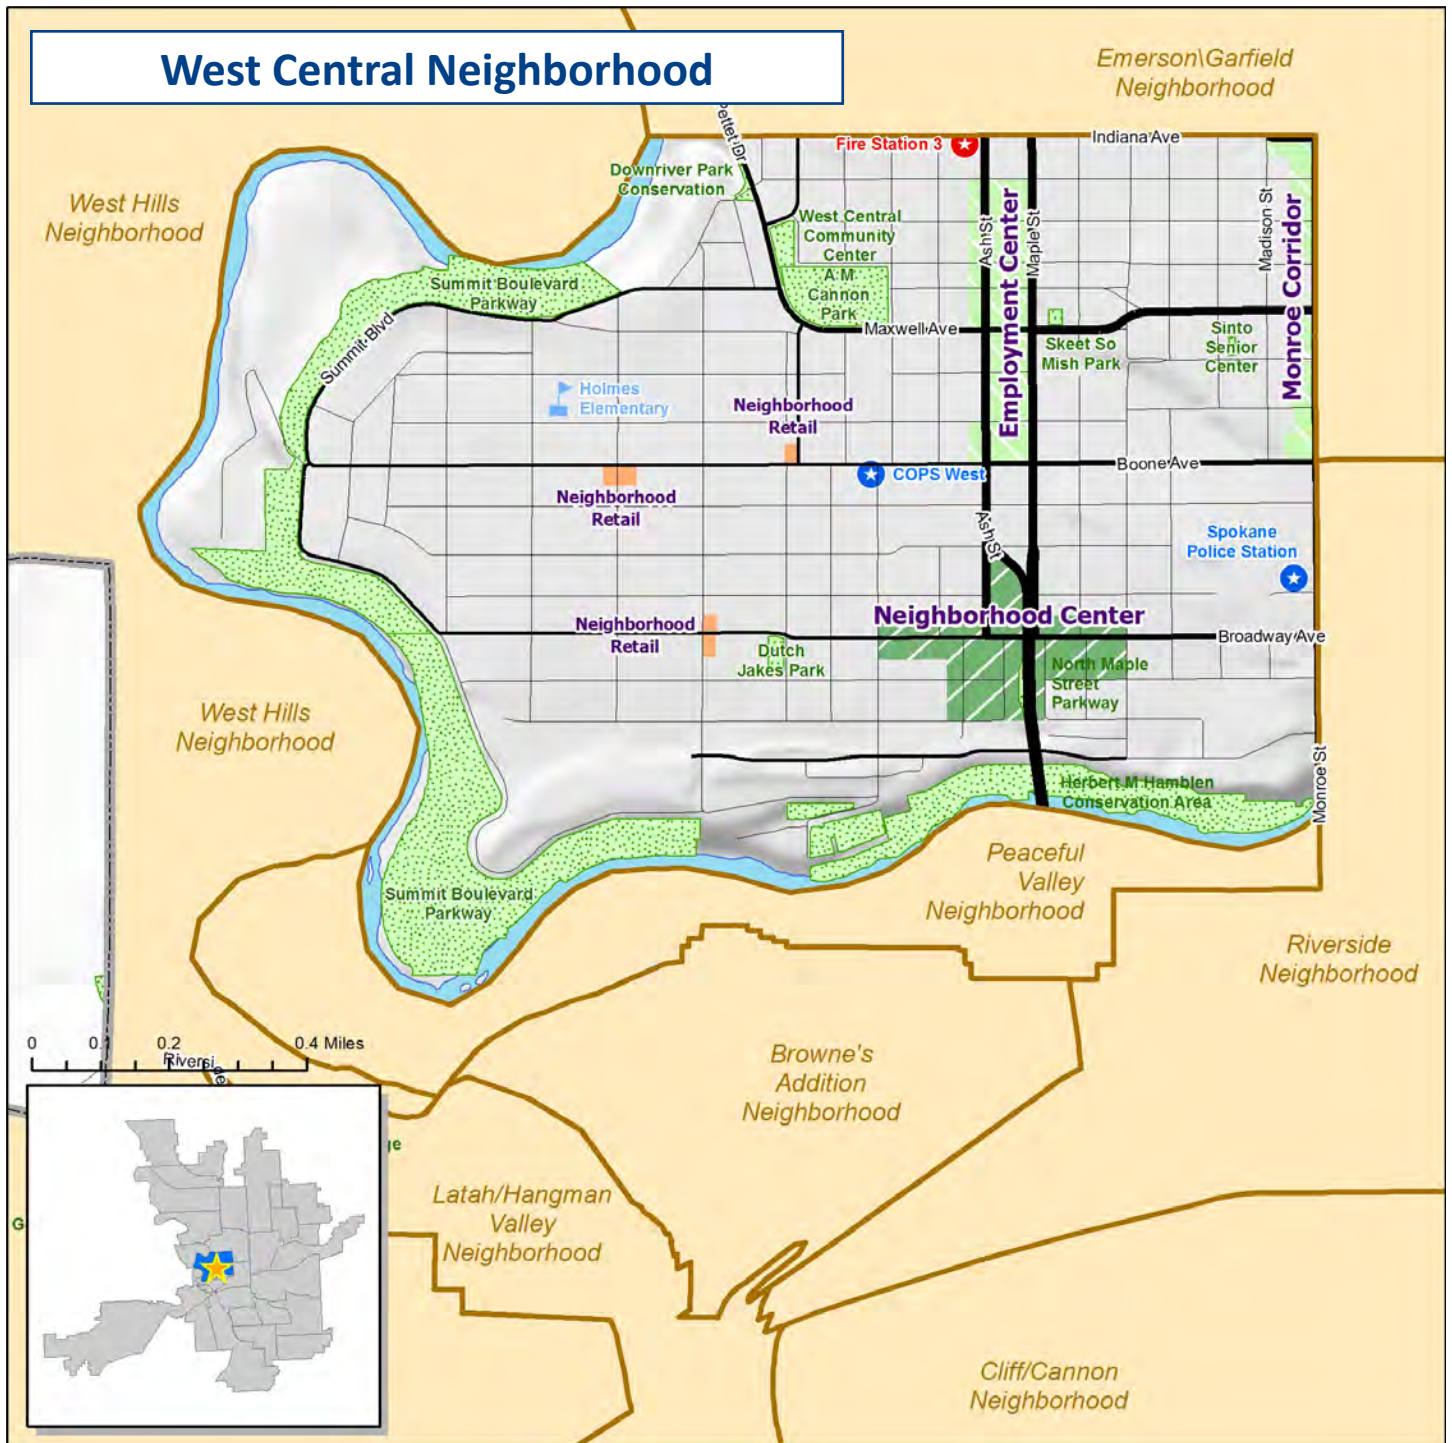 West Central Neighborhood
Emerson\Garfield
Neighborhood
Indiana Ave
Pettet Dr
Fire Station 3
Downriver Park
Conservation
West Hills
Neighborhood
West Central
Community
Center
A M
Cannon
Park
Ash St
Employment Center
Maple St
Madison St
Monroe Corridor
Summit Boulevard
Parkway
Summit Blvd
Maxwell Ave
Skeet So
Mish Park
Sinto
Senior
Center
Holmes
Elementary
Neighborhood
Retail
Boone Ave
COPS West
Neighborhood
Retail
Ash St
Spokane
Police Station
Neighborhood Center
Neighborhood
Retail
Broadway Ave
Dutch
Jakes Park
North Maple
Street
Parkway
West Hills
Neighborhood
Monroe St
Herbert M Hamblen
Conservation Area
Peaceful
Valley
Neighborhood
Summit Boulevard
Parkway
Riverside
Neighborhood
0 0.1 0.2 0.4 Miles
Riverside
Browne's
Addition
Neighborhood
ge
Latah/Hangman
Valley
Neighborhood
G
Cliff/Cannon
Neighborhood